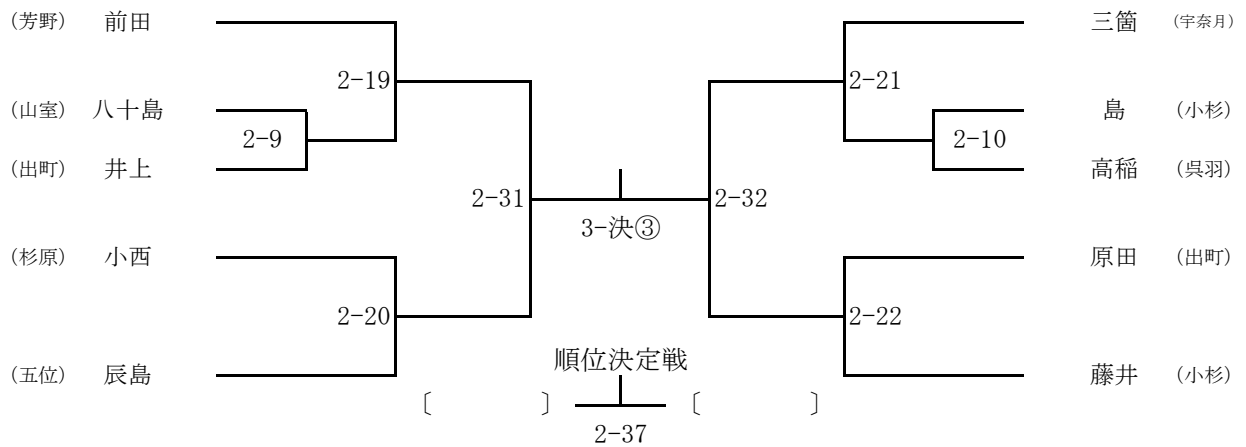 (芳野) 前田 三箇 (宇奈月)
2-19 2-21
(山室) 八十島 島 (小杉)
2-9 2-10
(出町) 井上 高稲 (呉羽)
2-31 2-32
3-決③
(杉原) 小西 原田 (出町)
2-20 2-22
順位決定戦
(五位) 辰島 藤井 (小杉)
〔 〕 〔 〕
2-37